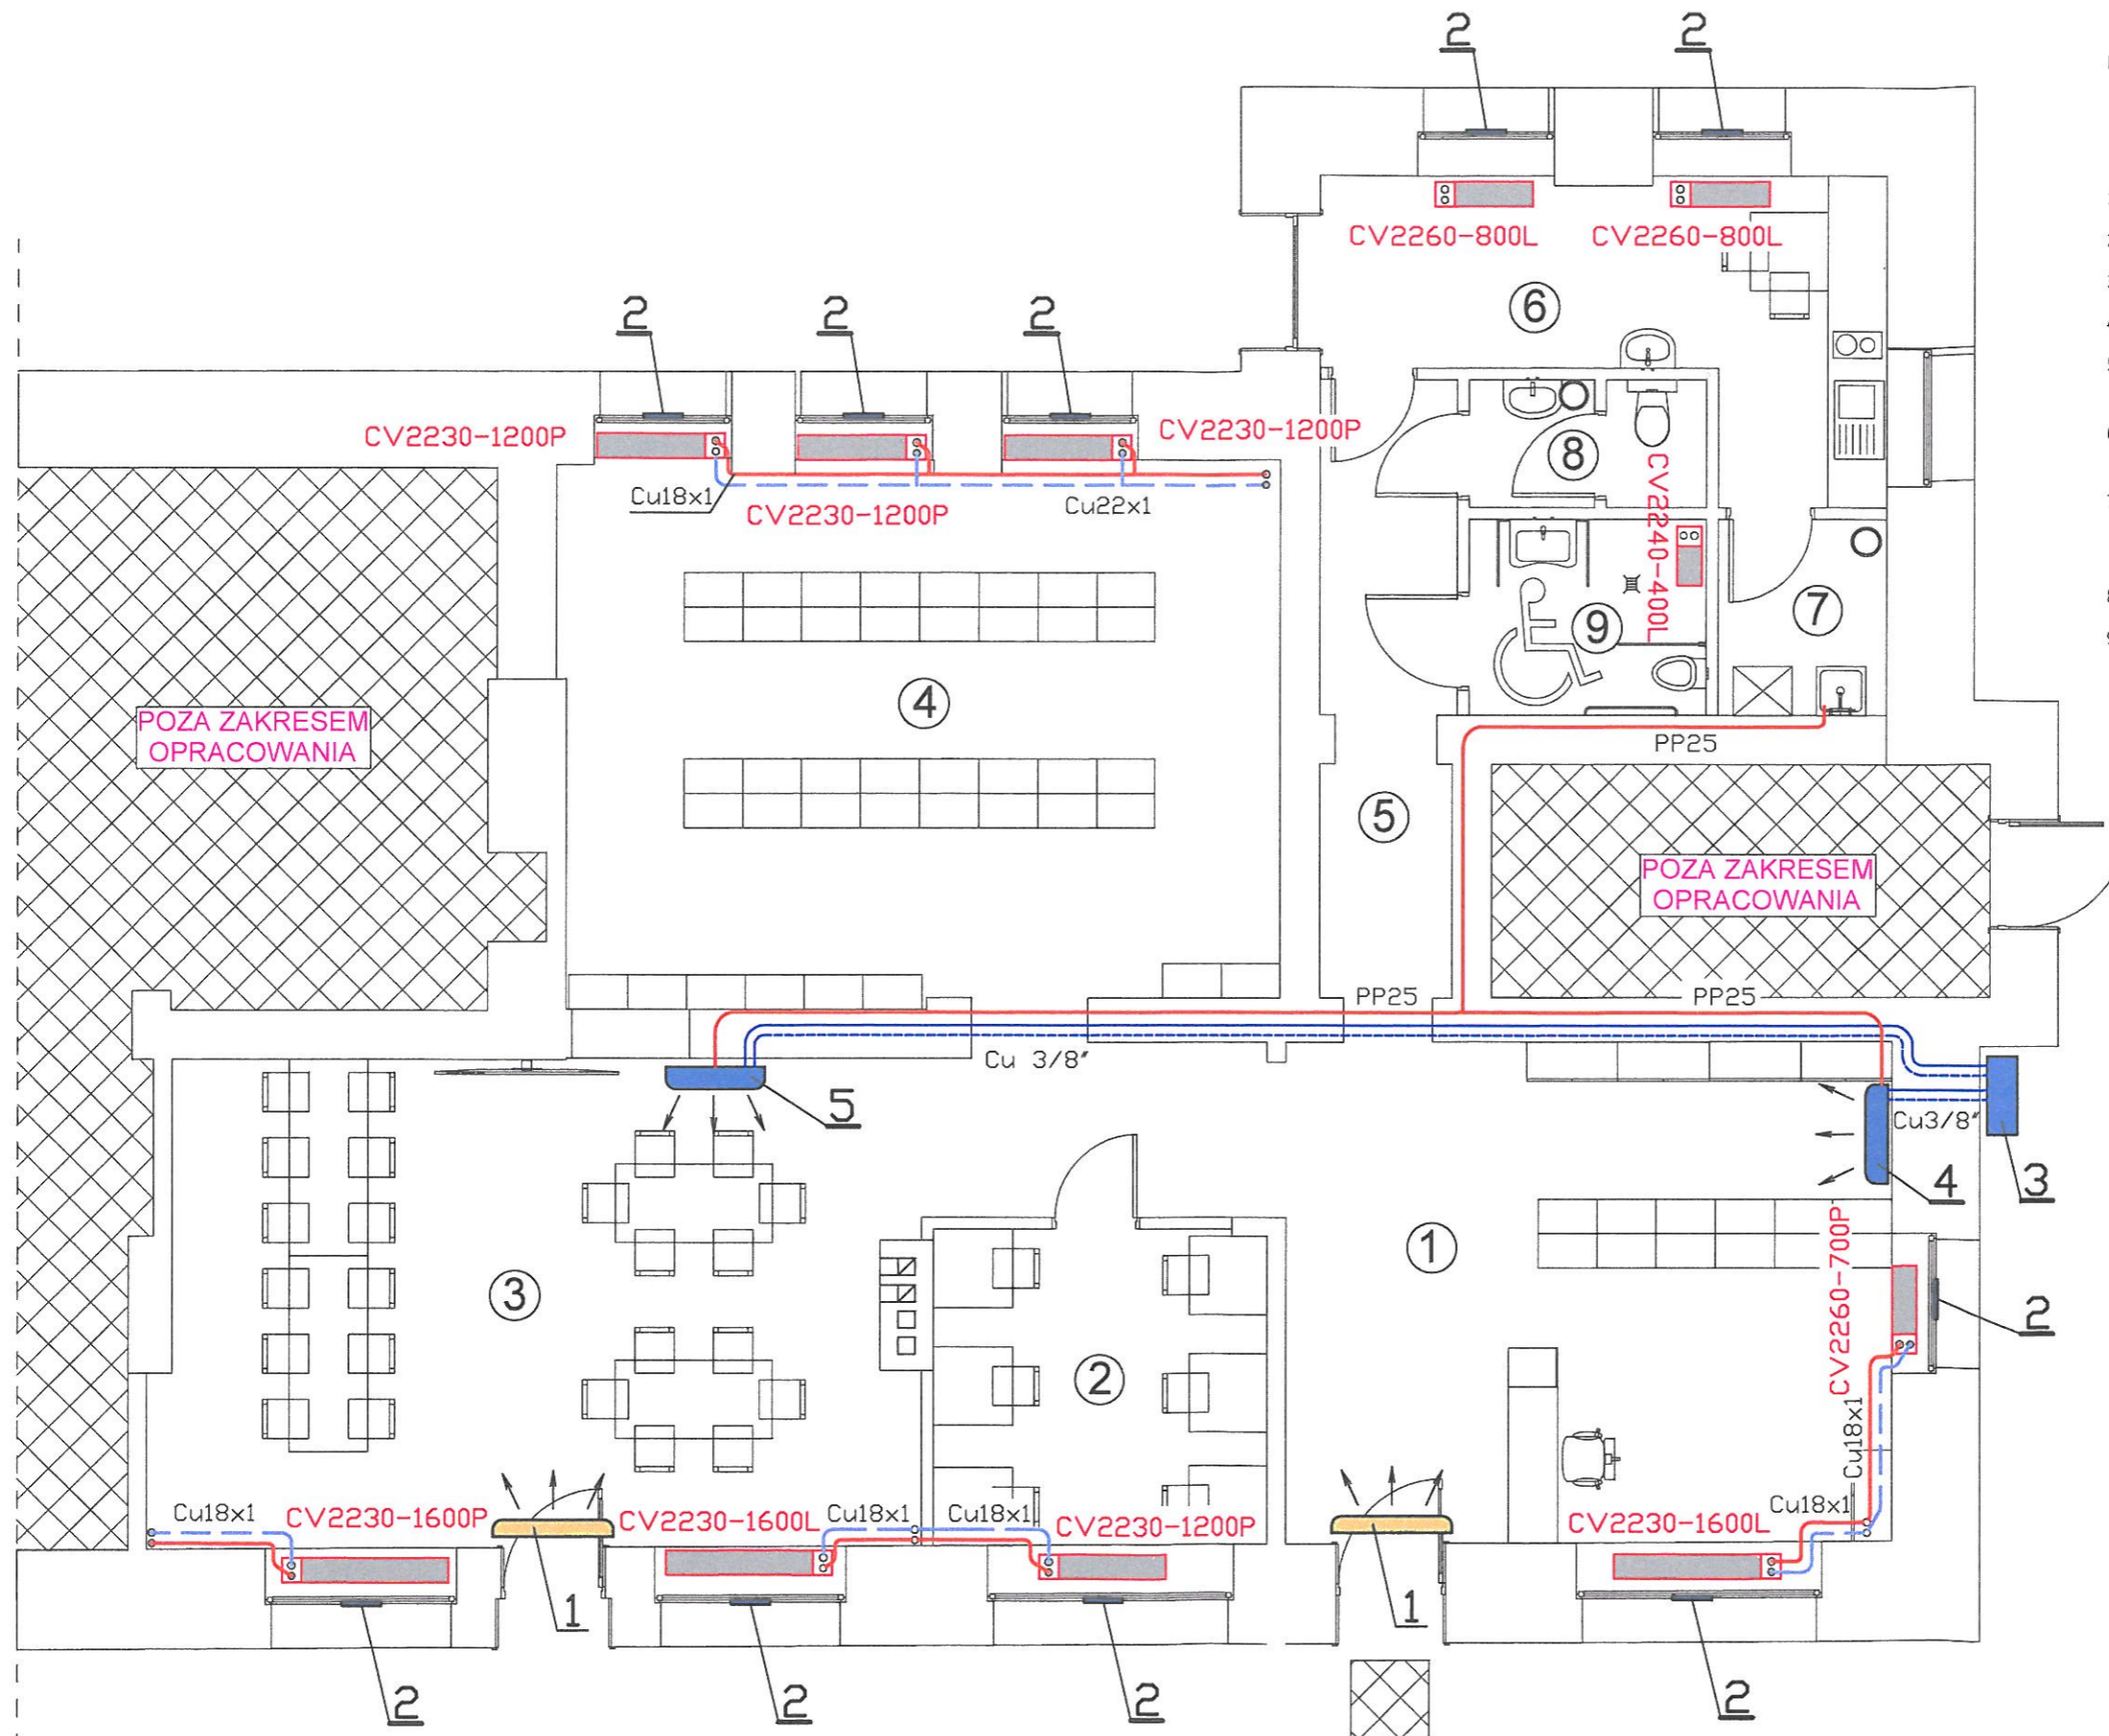 2
2
CV2260-800L
CV2260-800L
6
2
2
2
CV2230-1200P
CV2230-1200P
Cu18x1
CV2230-1200P
Cu22x1
8
CV2240-400L
9
7
4
POZA ZAKRESEM
OPRACOWANIA
PP25
5
POZA ZAKRESEM
OPRACOWANIA
PP25
PP25
Cu 3/8"
5
Cu3/8"
4
3
1
CV2260-700P
2
3
2
Cu18x1
Cu18x1
CV2230-1600P
CV2230-1600L
Cu18x1
Cu18x1
CV2230-1200P
CV2230-1600L
Cu18x1
1
1
2
2
2
2